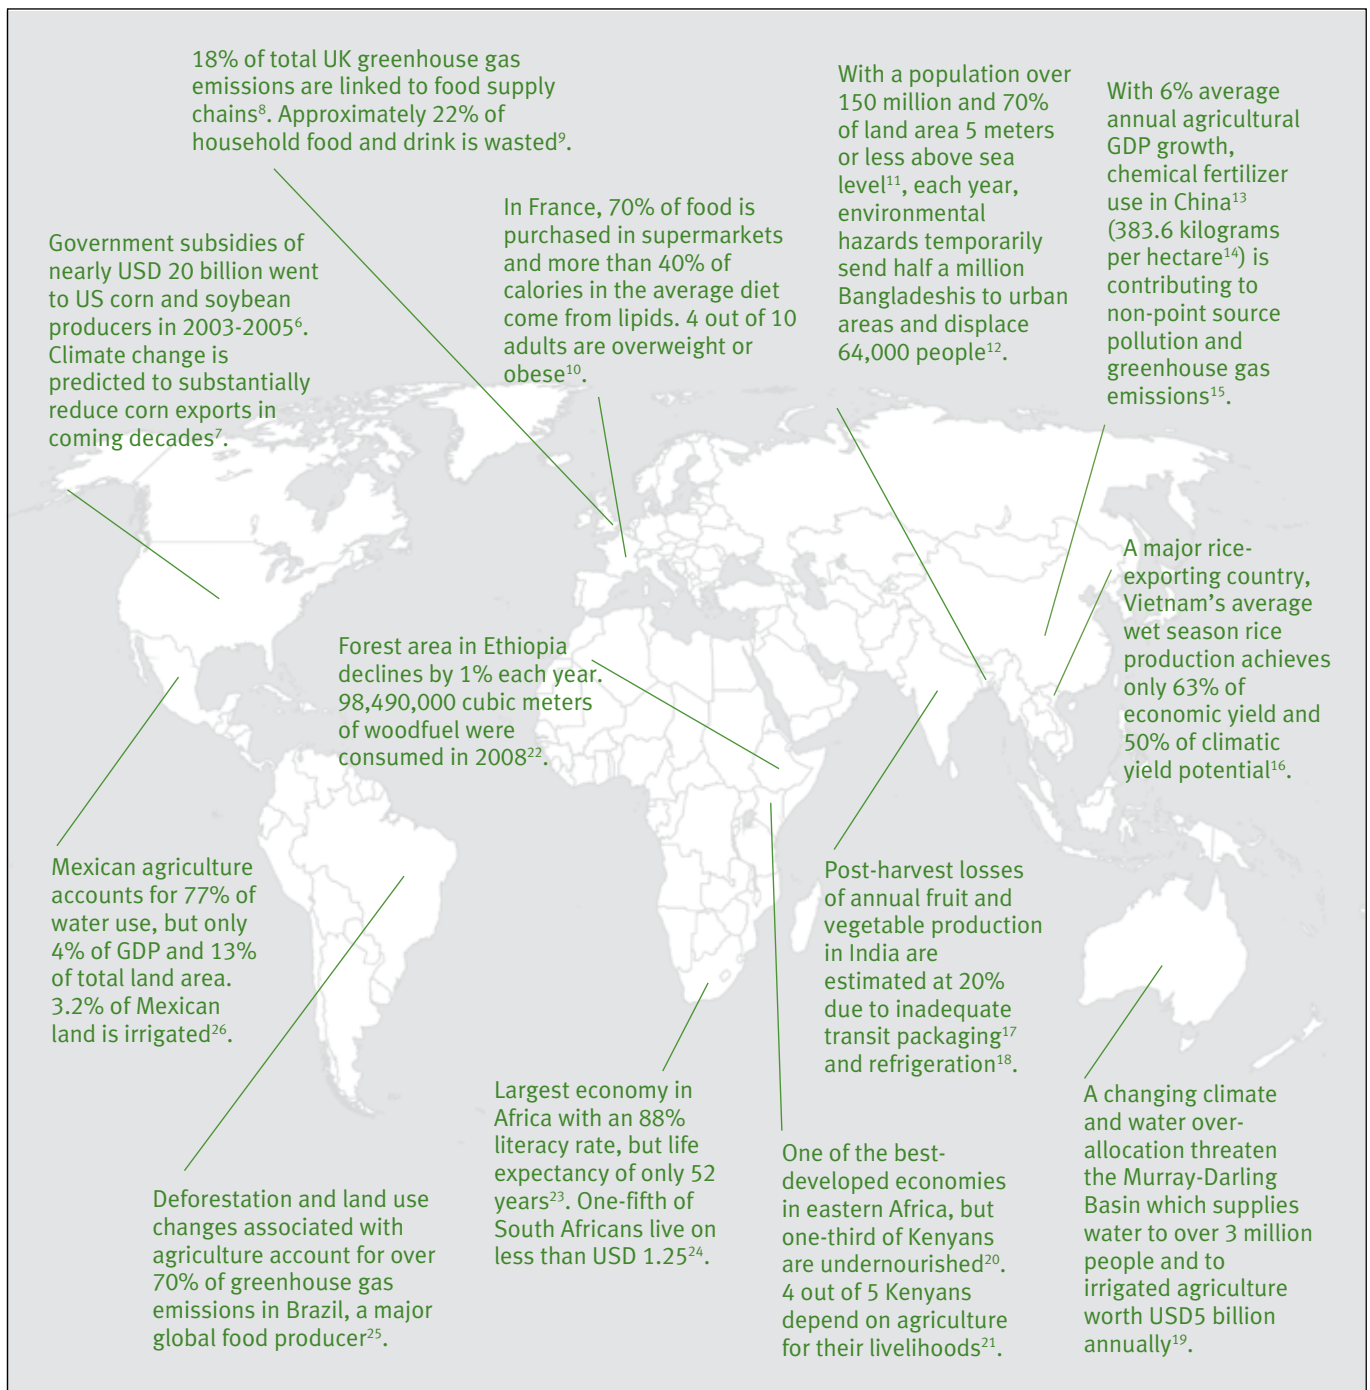 18% of total UK greenhouse gas
emissions are linked to food supply
chains⁸. Approximately 22% of
household food and drink is wasted⁹.
With a population over
150 million and 70%
of land area 5 meters
or less above sea
level¹¹, each year,
environmental
hazards temporarily
send half a million
Bangladeshis to urban
areas and displace
64,000 people¹².
With 6% average
annual agricultural
GDP growth,
chemical fertilizer
use in China¹³
(383.6 kilograms
per hectare¹⁴) is
contributing to
non-point source
pollution and
greenhouse gas
emissions¹⁵.
In France, 70% of food is
purchased in supermarkets
and more than 40% of
calories in the average diet
come from lipids. 4 out of 10
adults are overweight or
obese¹⁰.
Government subsidies of
nearly USD 20 billion went
to US corn and soybean
producers in 2003-2005⁶.
Climate change is
predicted to substantially
reduce corn exports in
coming decades⁷.
A major rice-
exporting country,
Vietnam's average
wet season rice
production achieves
only 63% of
economic yield and
50% of climatic
yield potential¹⁶.
Forest area in Ethiopia
declines by 1% each year.
98,490,000 cubic meters
of woodfuel were
consumed in 2008²².
Mexican agriculture
accounts for 77% of
water use, but only
4% of GDP and 13%
of total land area.
3.2% of Mexican
land is irrigated²⁶.
Post-harvest losses
of annual fruit and
vegetable production
in India are
estimated at 20%
due to inadequate
transit packaging¹⁷
and refrigeration¹⁸.
Largest economy in
Africa with an 88%
literacy rate, but life
expectancy of only 52
years²³. One-fifth of
South Africans live on
less than USD 1.25²⁴.
A changing climate
and water over-
allocation threaten
the Murray-Darling
Basin which supplies
water to over 3 million
people and to
irrigated agriculture
worth USD5 billion
annually¹⁹.
One of the best-
developed economies
in eastern Africa, but
one-third of Kenyans
are undernourished²⁰.
4 out of 5 Kenyans
depend on agriculture
for their livelihoods²¹.
Deforestation and land use
changes associated with
agriculture account for over
70% of greenhouse gas
emissions in Brazil, a major
global food producer²⁵.